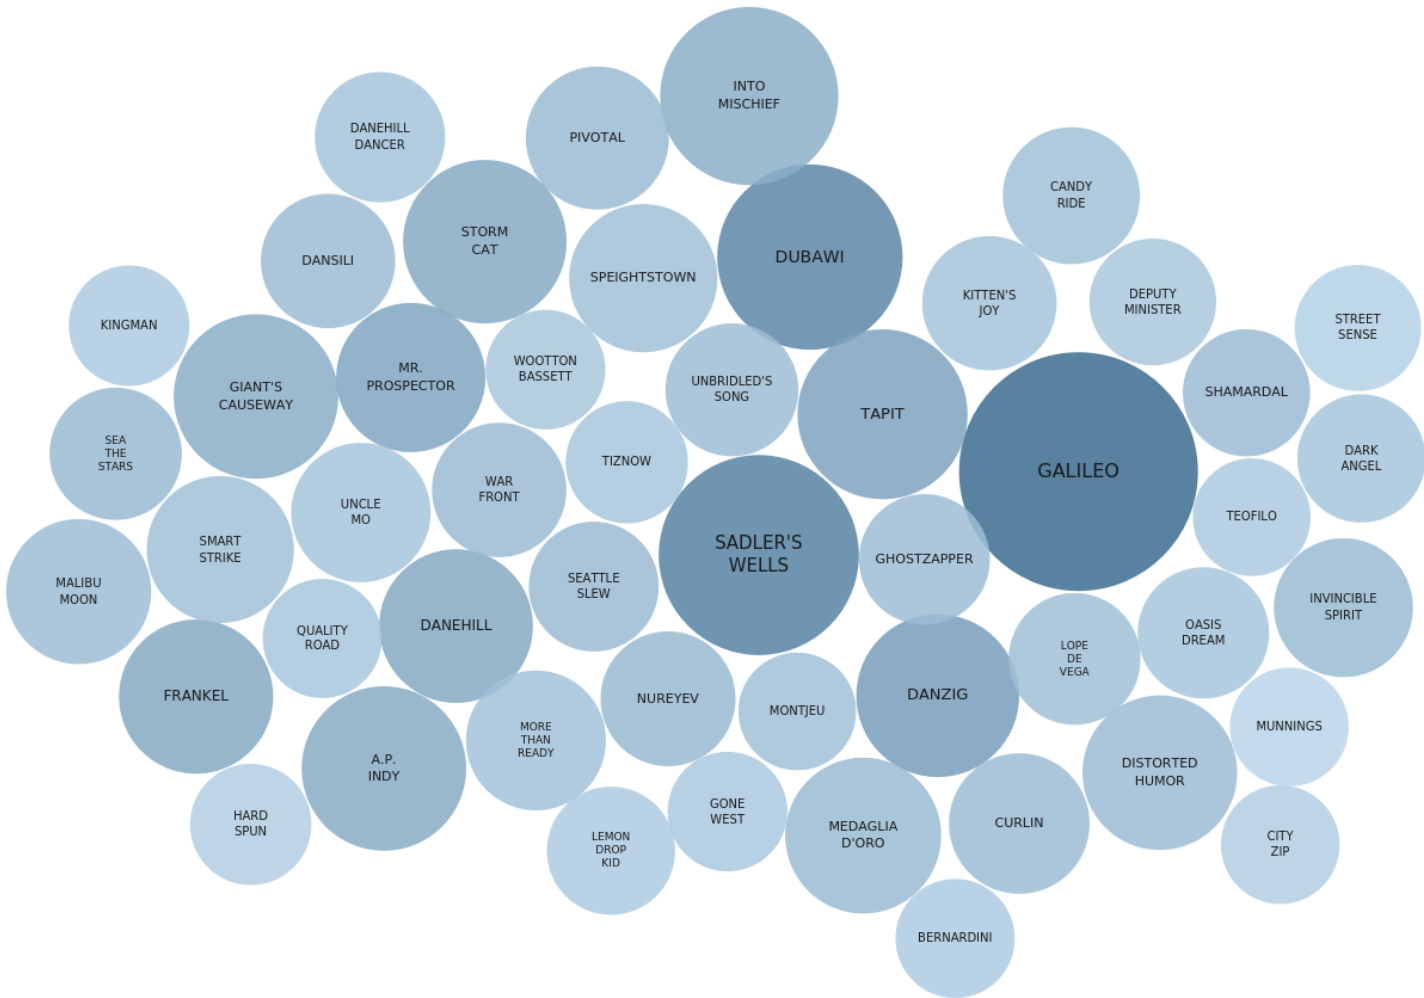 INTO
MISCHIEF
DANEHILL
DANCER
PIVOTAL
CANDY
RIDE
STORM
CAT
DUBAWI
DANSILI
SPEIGHTSTOWN
KITTEN'S
JOY
DEPUTY
MINISTER
KINGMAN
STREET
SENSE
WOOTTON
BASSETT
MR.
PROSPECTOR
GIANT'S
CAUSEWAY
UNBRIDLED'S
SONG
SHAMARDAL
TAPIT
SEA
THE
STARS
TIZNOW
GALILEO
DARK
ANGEL
WAR
FRONT
UNCLE
MO
TEOFILO
SMART
STRIKE
SADLER'S
WELLS
GHOSTZAPPER
MALIBU
MOON
SEATTLE
SLEW
INVINCIBLE
SPIRIT
DANEHILL
QUALITY
ROAD
OASIS
DREAM
LOPE
DE
VEGA
FRANKEL
NUREYEV
DANZIG
MONTJEU
MUNNINGS
MORE
THAN
READY
A.P.
INDY
DISTORTED
HUMOR
GONE
WEST
HARD
SPUN
CURLIN
MEDAGLIA
D'ORO
LEMON
DROP
KID
CITY
ZIP
BERNARDINI